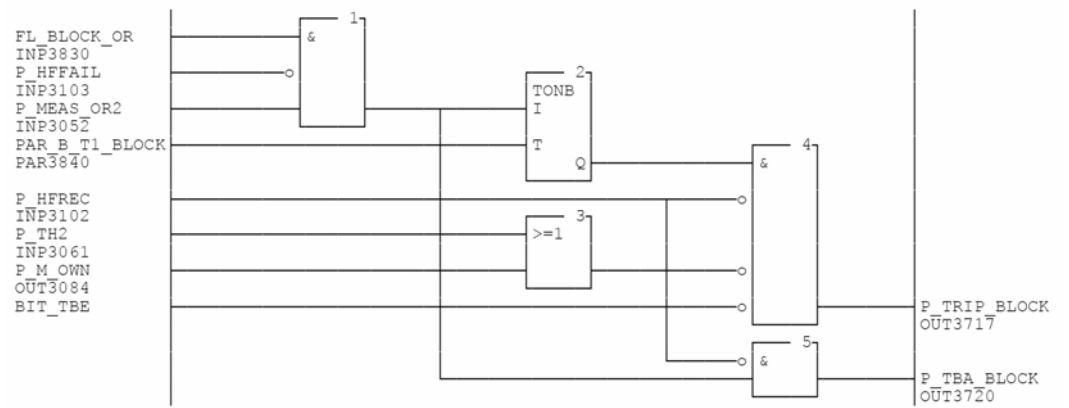 1
FL_BLOCK_OR
&
INP3830
P_HFFAIL
2
INP3103
TONB
P_MEAS_OR2
I
INP3052
PAR_B_T1_BLOCK
T
4
PAR3840
Q
&
P_HFREC
INP3102
3
P_TH2
>=1
INP3061
P_M_OWN
OUT3084
BIT_TBE
P_TRIP_BLOCK
OUT3717
5
&
P_TBA_BLOCK
OUT3720